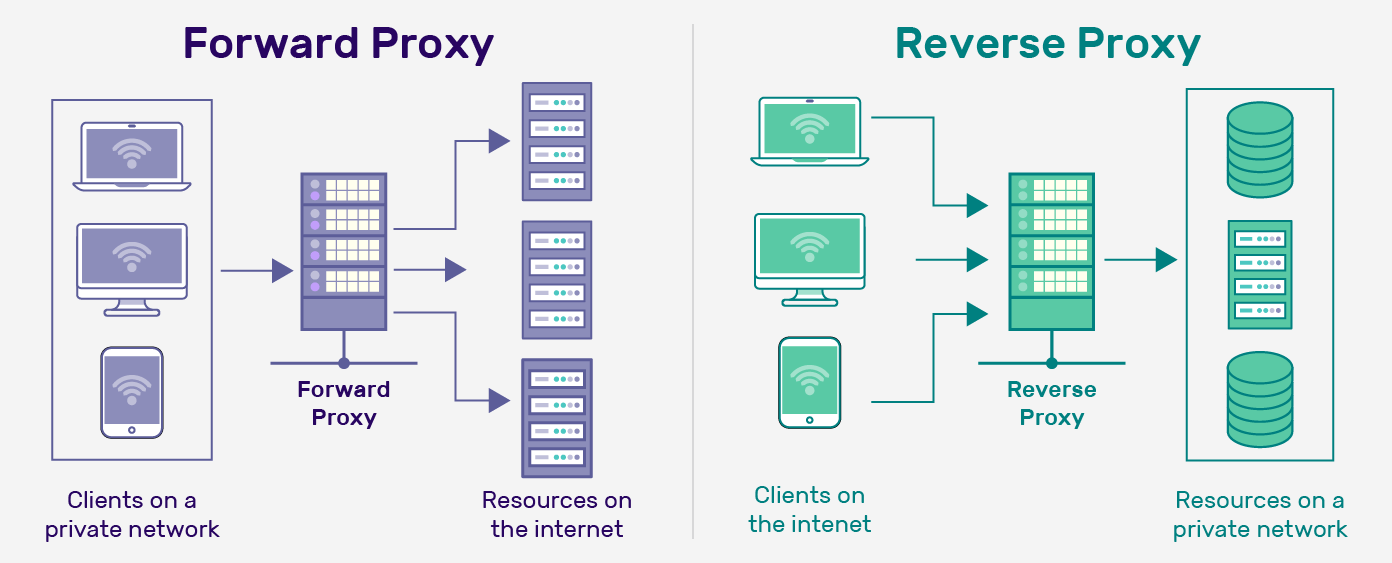 Forward Proxy
Forward
Proxy
Clients on a
private network
Resources on
the internet
Reverse Proxy
Reverse
Proxy
Clients on
the intenet
Resources on a
private network